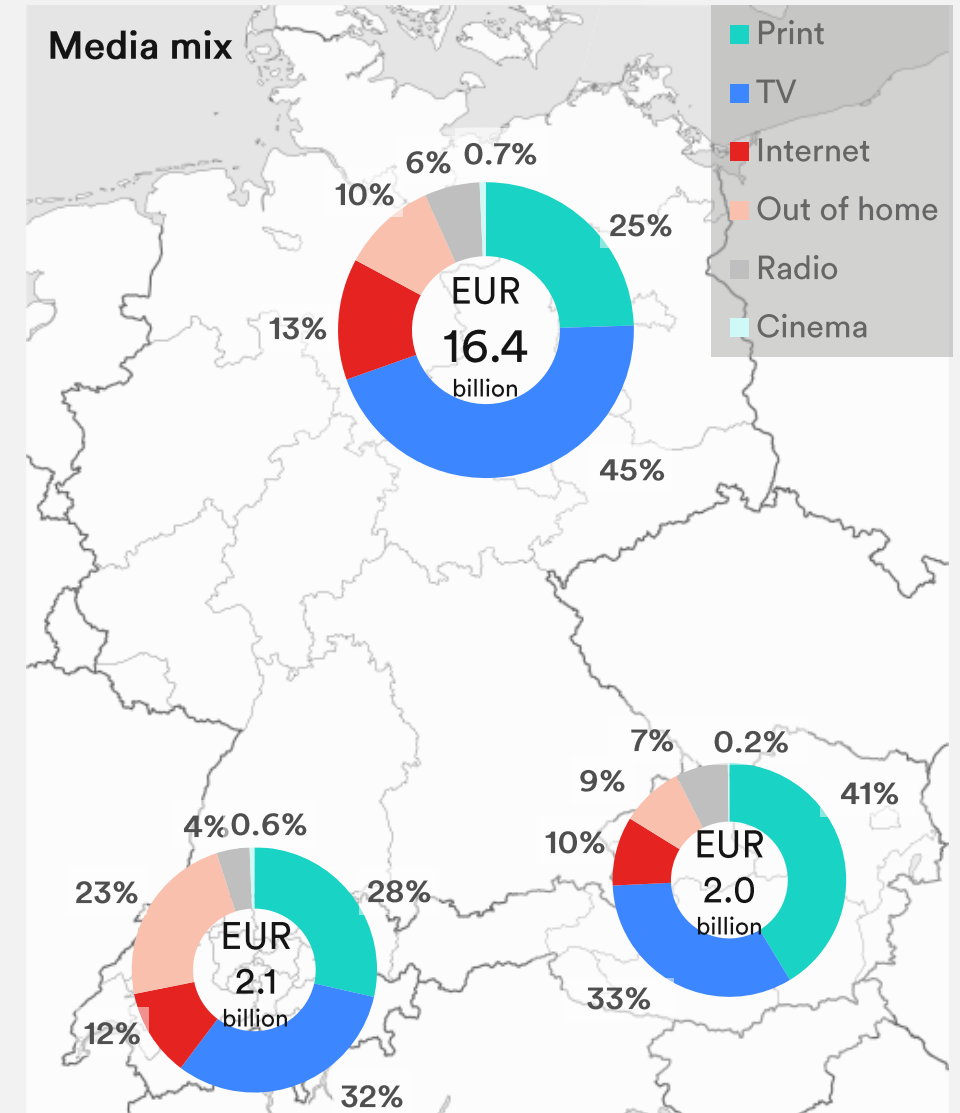 Media mix
Print
TV
Internet
Out of home
Radio
Cinema
6%
0.7%
10%
25%
13%
45%
EUR
16.4
billion
7%
0.2%
9%
41%
10%
33%
EUR
2.0
billion
4%
0.6%
23%
28%
12%
32%
EUR
2.1
billion